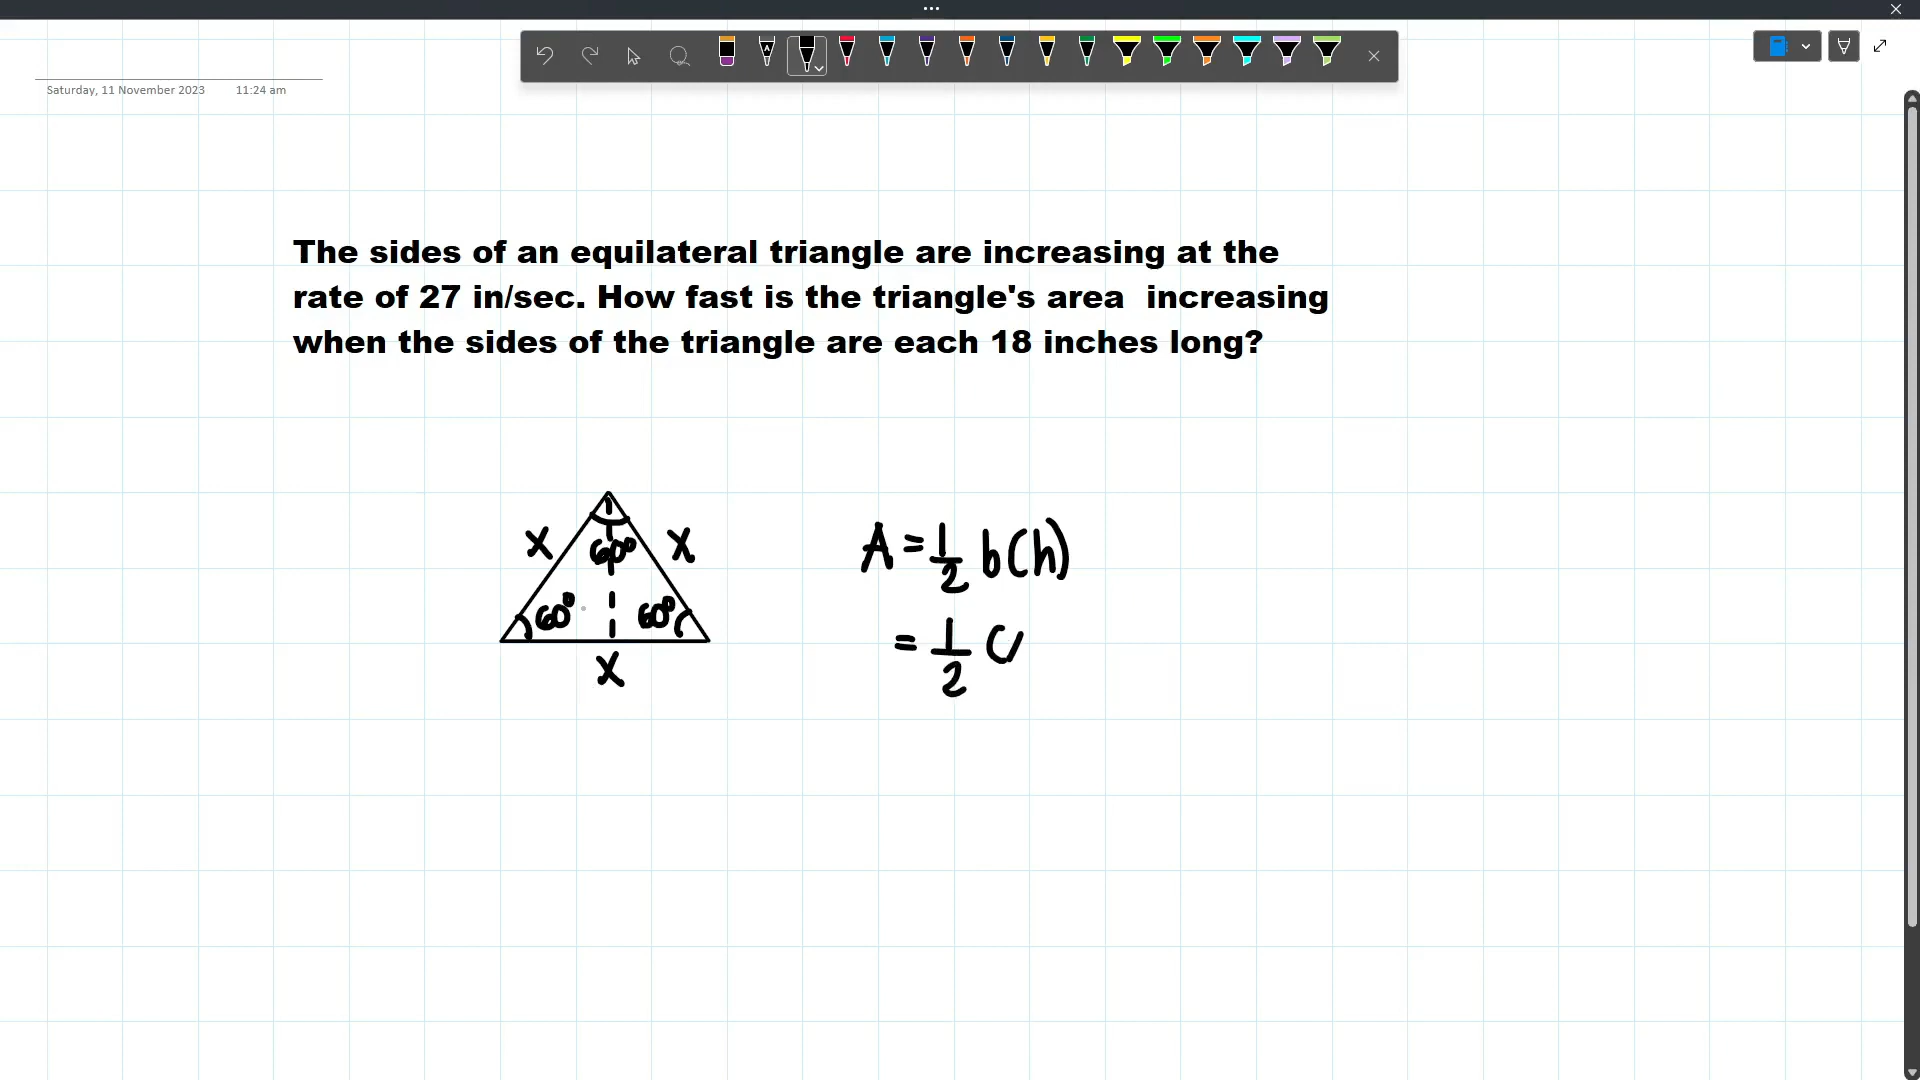 Saturday, 11 November 2023 11:24 am
The sides of an equilateral triangle are increasing at the
rate of 27 in/sec. How fast is the triangle's area increasing
when the sides of the triangle are each 18 inches long?
x x
60°
60° 60°
x
A = 1/2 b(h)
= 1/2 (